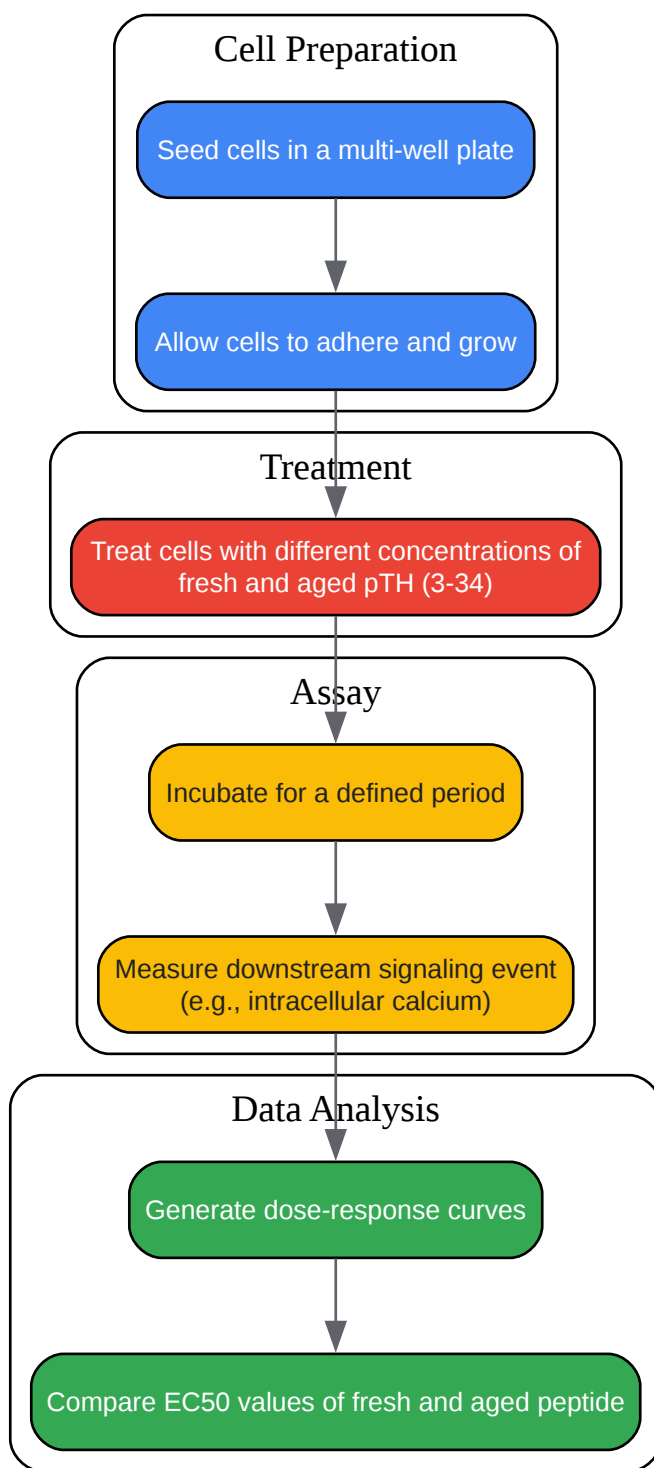 Cell Preparation
Seed cells in a multi-well plate
Allow cells to adhere and grow
Treatment
Treat cells with different concentrations of
fresh and aged pTH (3-34)
Assay
Incubate for a defined period
Measure downstream signaling event
(e.g., intracellular calcium)
Data Analysis
Generate dose-response curves
Compare EC50 values of fresh and aged peptide